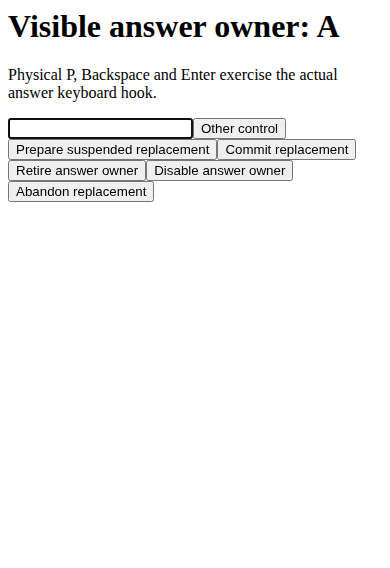 Visible answer owner: A
Physical P, Backspace and Enter exercise the actual
answer keyboard hook.
Other control
Prepare suspended replacement Commit replacement
Retire answer owner Disable answer owner
Abandon replacement